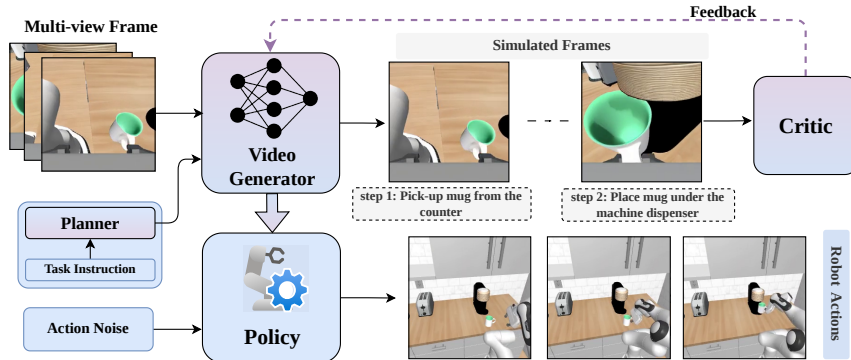 Feedback
Multi-view Frame
Simulated Frames
Video
Generator
Critic
step 1: Pick-up mug from the
counter
step 2: Place mug under the
machine dispenser
Planner
Task Instruction
Action Noise
Policy
Robot Actions